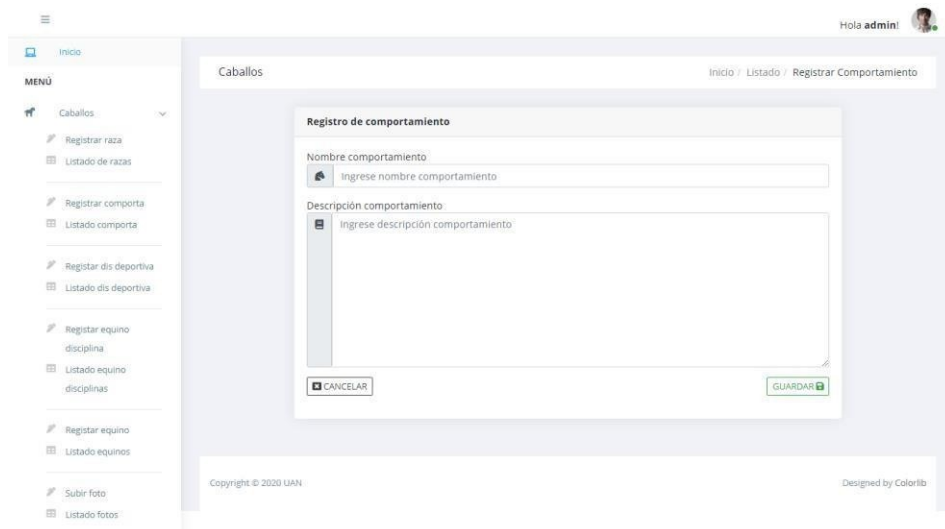 Hola admin!
Inicio
MENÚ
Caballos
Registrar raza
Listado de razas
Registrar comporta
Listado comporta
Registar dis deportiva
Listado dis deportiva
Registar equino
disciplina
Listado equino
disciplinas
Registar equino
Listado equinos
Subir foto
Listado fotos
Caballos
Inicio / Listado / Registrar Comportamiento
Registro de comportamiento
Nombre comportamiento
Ingrese nombre comportamiento
Descripción comportamiento
Ingrese descripción comportamiento
CANCELAR
GUARDAR
Copyright © 2020 UAN
Designed by Colorlib